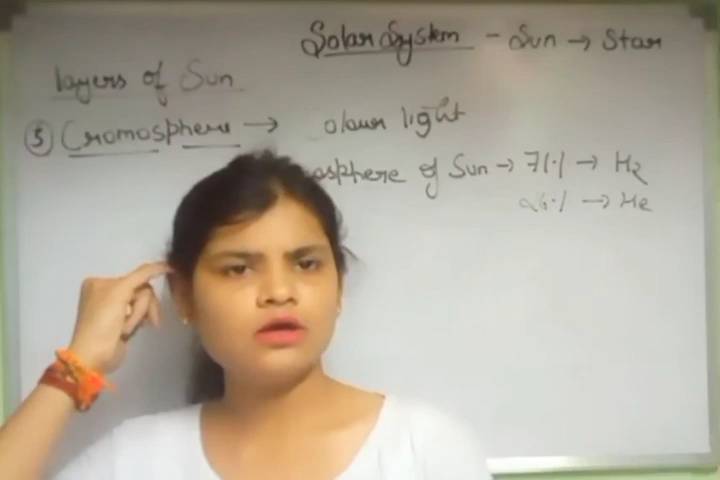 Solar System - Sun → Star
layers of Sun
⑤ Cromosphere → olour light
osphere of Sun → 71·/· → H2
26·/· → He